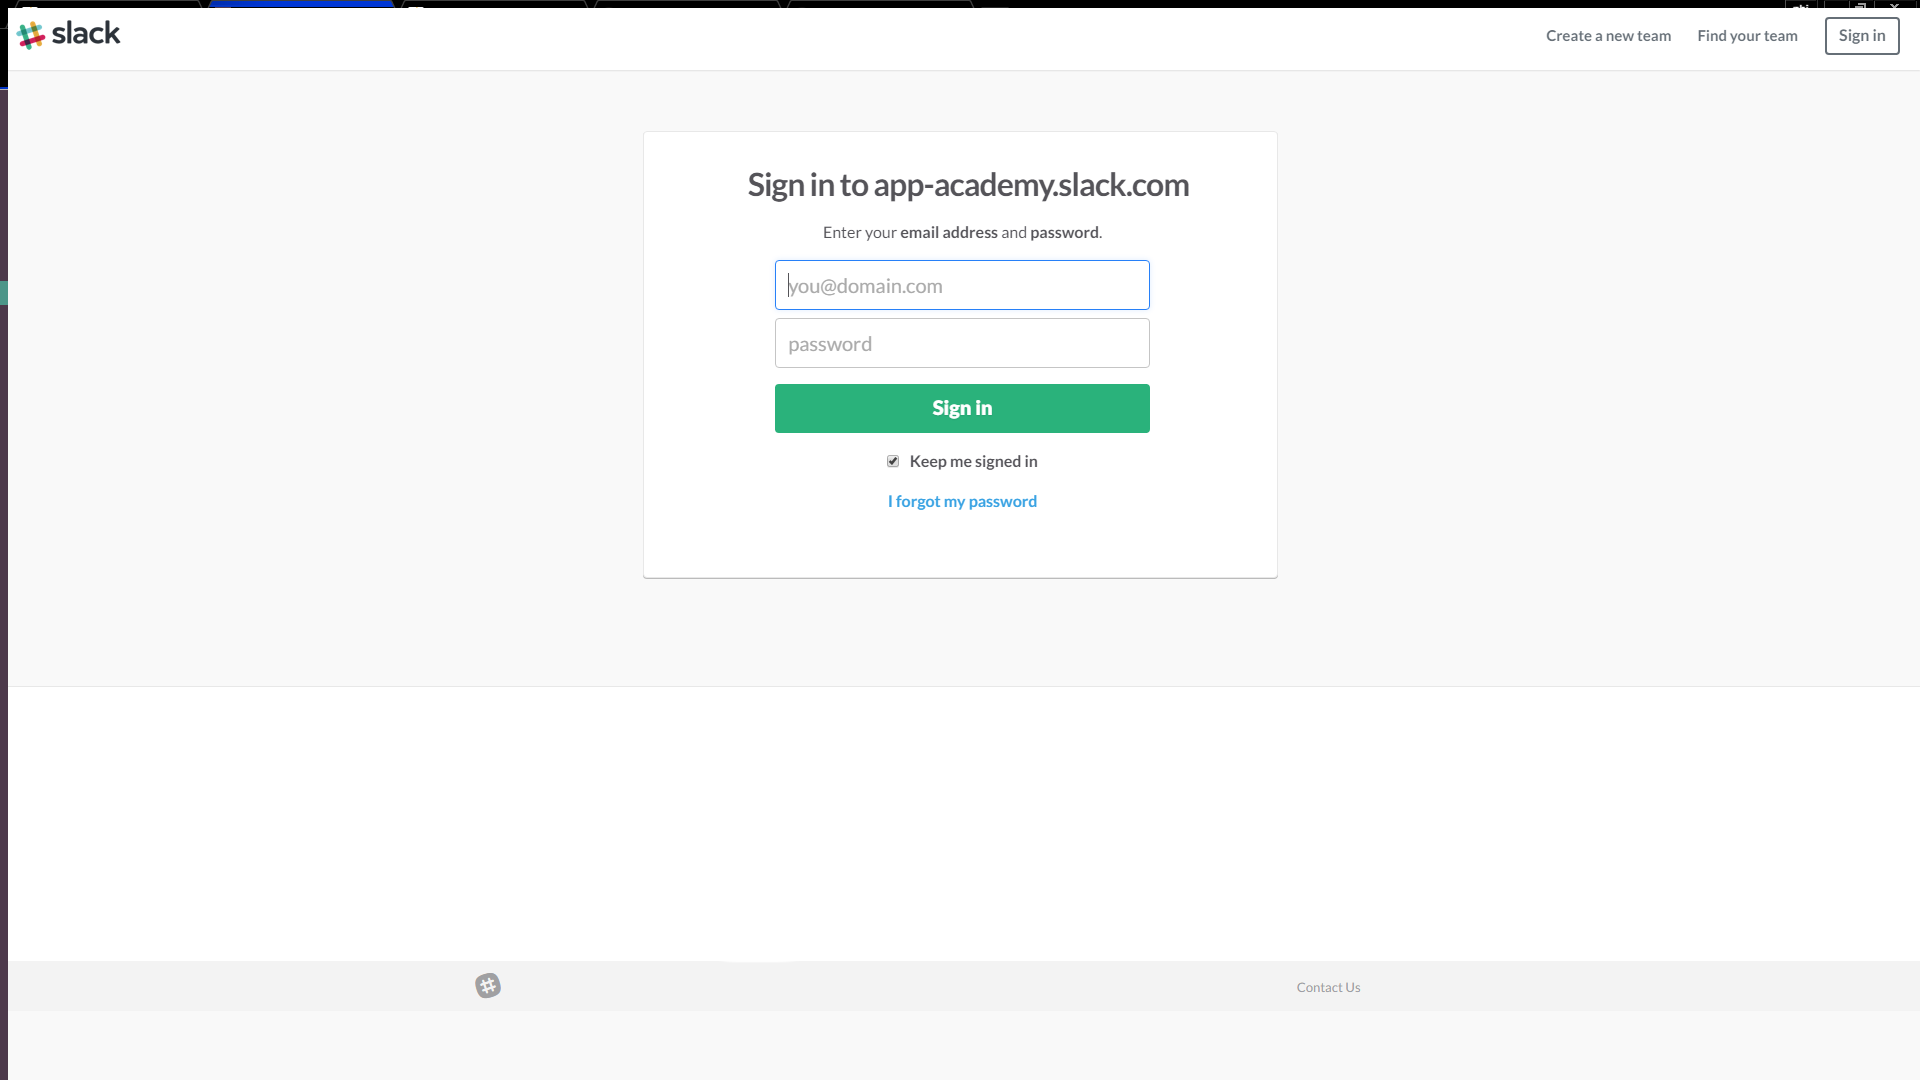 slack
Create a new team
Find your team
Sign in
Sign in to app-academy.slack.com
Enter your email address and password.
you@domain.com
password
Sign in
Keep me signed in
I forgot my password
Contact Us